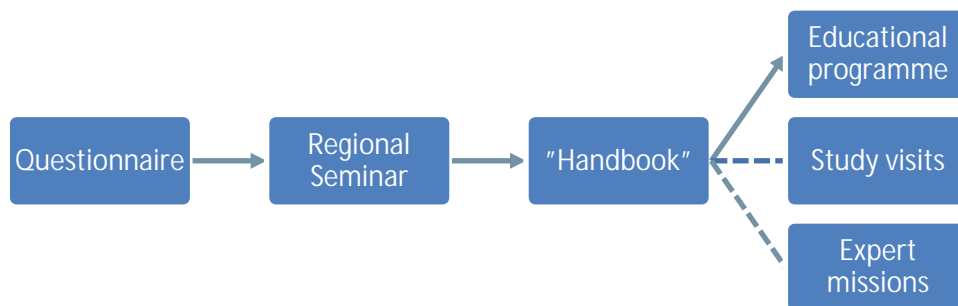 Questionnaire
Regional
Seminar
"Handbook"
Educational
programme
Study visits
Expert
missions